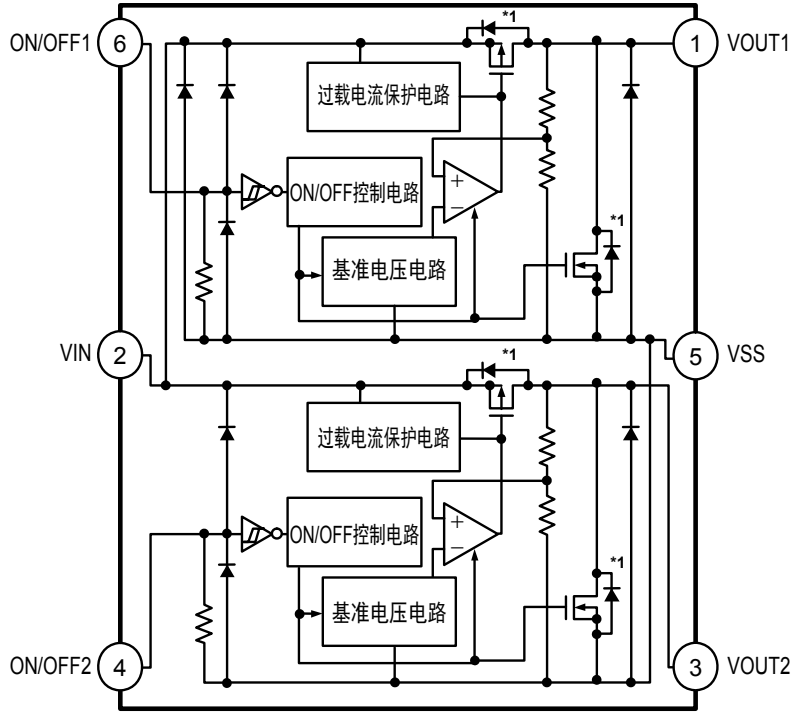 *1
ON/OFF1
6
1
VOUT1
过载电流保护电路
+
−
ON/OFF控制电路
*1
基准电压电路
VIN
2
5
VSS
*1
过载电流保护电路
+
−
ON/OFF控制电路
*1
基准电压电路
ON/OFF2
4
3
VOUT2